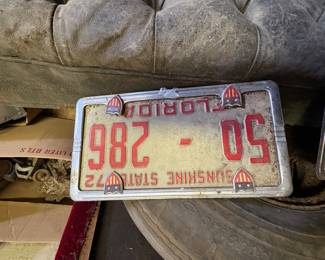 SUNSHINE STATE 72
50 - 286
FLORIDA